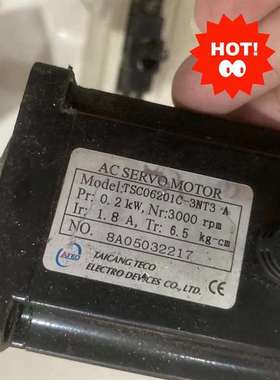 HOT!
AC SERVO MOTOR
Model:TSC06201C-3NT3 A
Pr: 0.2 kW, Nr:3000 rpm
Ir: 1.8 A, Tr: 6.5 kg-cm
NO. 8A05032217
TAICANG TECO
ELECTRO DEVICES CO., LTD.